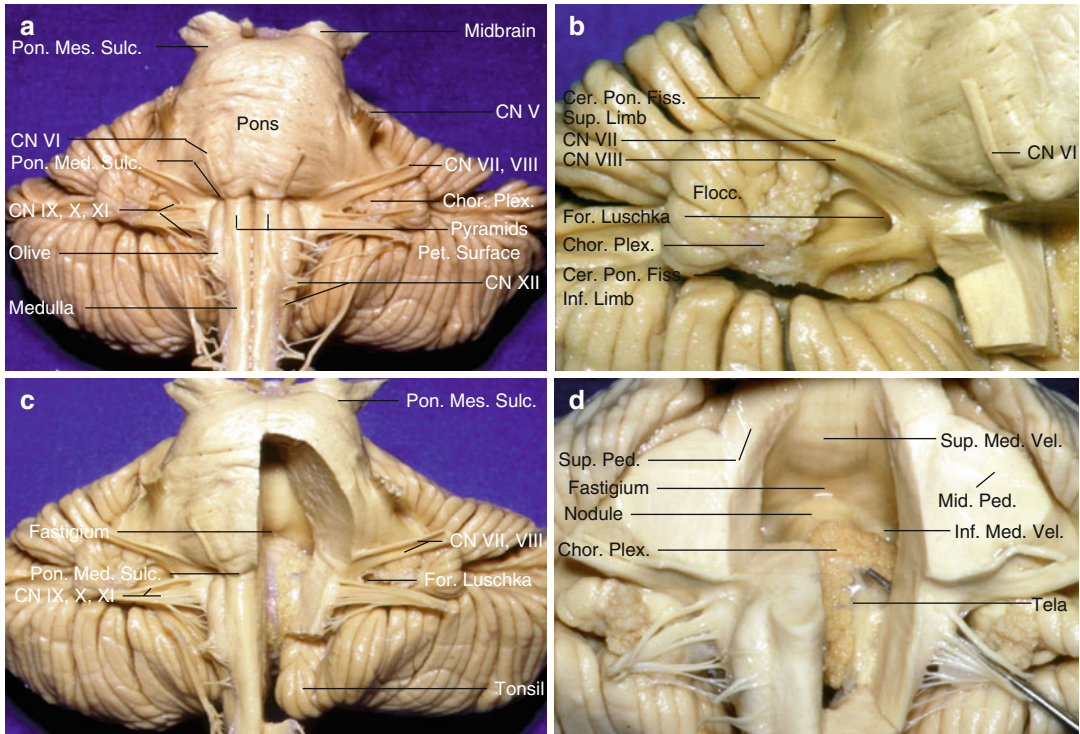 a
Pon. Mes. Sulc.
Midbrain
CN V
Pons
CN VI
Pon. Med. Sulc.
CN VII, VIII
CN IX, X, XI
Chor. Plex.
Pyramids
Olive
Pet. Surface
CN XII
Medulla
b
Cer. Pon. Fiss.
Sup. Limb
CN VII
CN VIII
CN VI
Flocc.
For. Luschka
Chor. Plex.
Cer. Pon. Fiss.
Inf. Limb
c
Pon. Mes. Sulc.
Fastigium
CN VII, VIII
Pon. Med. Sulc.
For. Luschka
CN IX, X, XI
Tonsil
d
Sup. Med. Vel.
Sup. Ped.
Fastigium
Mid. Ped.
Nodule
Inf. Med. Vel.
Chor. Plex.
Tela